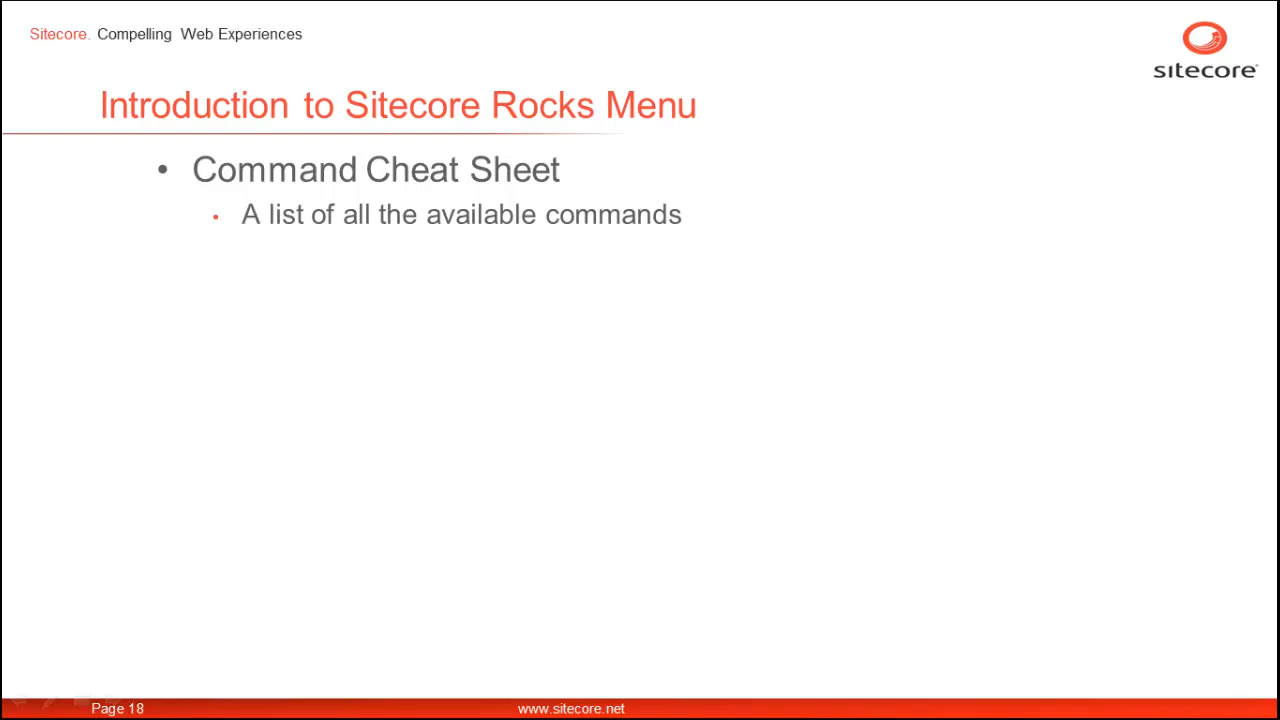 Sitecore. Compelling Web Experiences
sitecore
Introduction to Sitecore Rocks Menu
• Command Cheat Sheet
• A list of all the available commands
Page 18
www.sitecore.net